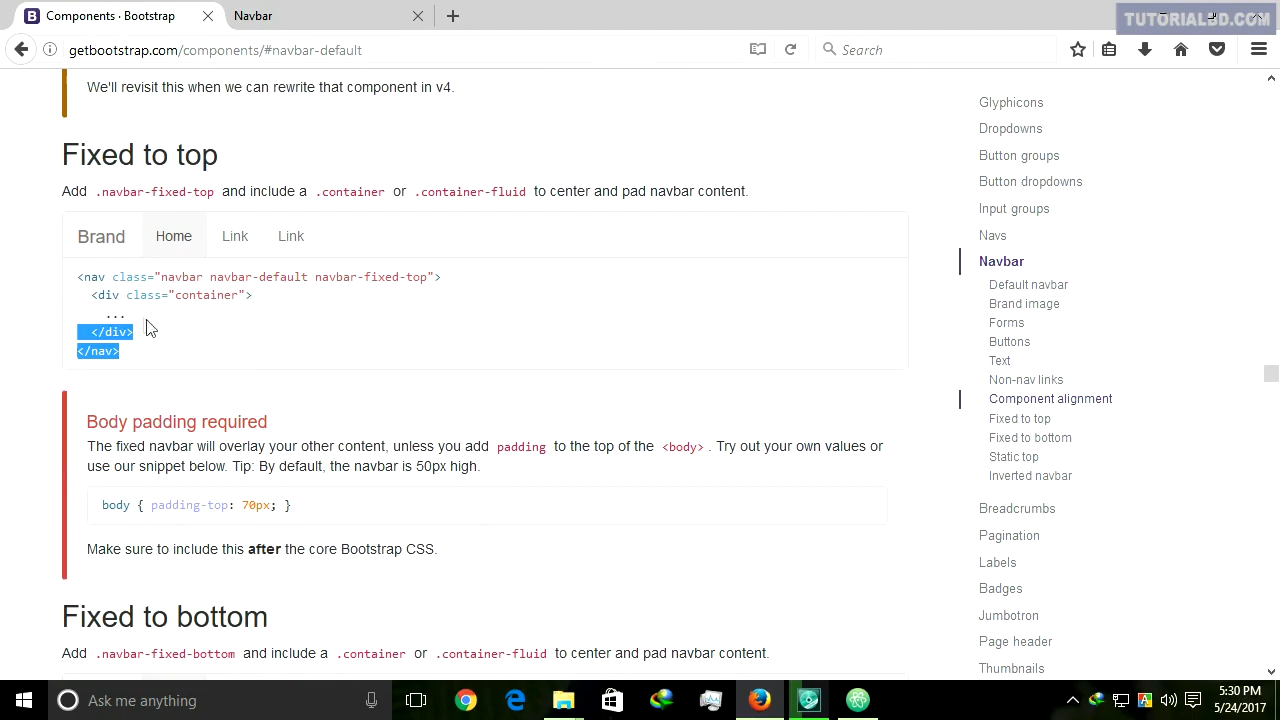 Components · Bootstrap
Navbar
TUTORIALBD.COM
getbootstrap.com/components/#navbar-default
Search
We'll revisit this when we can rewrite that component in v4.
Fixed to top
Add .navbar-fixed-top and include a .container or .container-fluid to center and pad navbar content.
Brand Home Link Link
<nav class="navbar navbar-default navbar-fixed-top">
<div class="container">
...
</div>
</nav>
Body padding required
The fixed navbar will overlay your other content, unless you add padding to the top of the <body>. Try out your own values or
use our snippet below. Tip: By default, the navbar is 50px high.
body { padding-top: 70px; }
Make sure to include this after the core Bootstrap CSS.
Fixed to bottom
Add .navbar-fixed-bottom and include a .container or .container-fluid to center and pad navbar content.
Glyphicons
Dropdowns
Button groups
Button dropdowns
Input groups
Navs
Navbar
Default navbar
Brand image
Forms
Buttons
Text
Non-nav links
Component alignment
Fixed to top
Fixed to bottom
Static top
Inverted navbar
Breadcrumbs
Pagination
Labels
Badges
Jumbotron
Page header
Thumbnails
Ask me anything
5:30 PM
5/24/2017